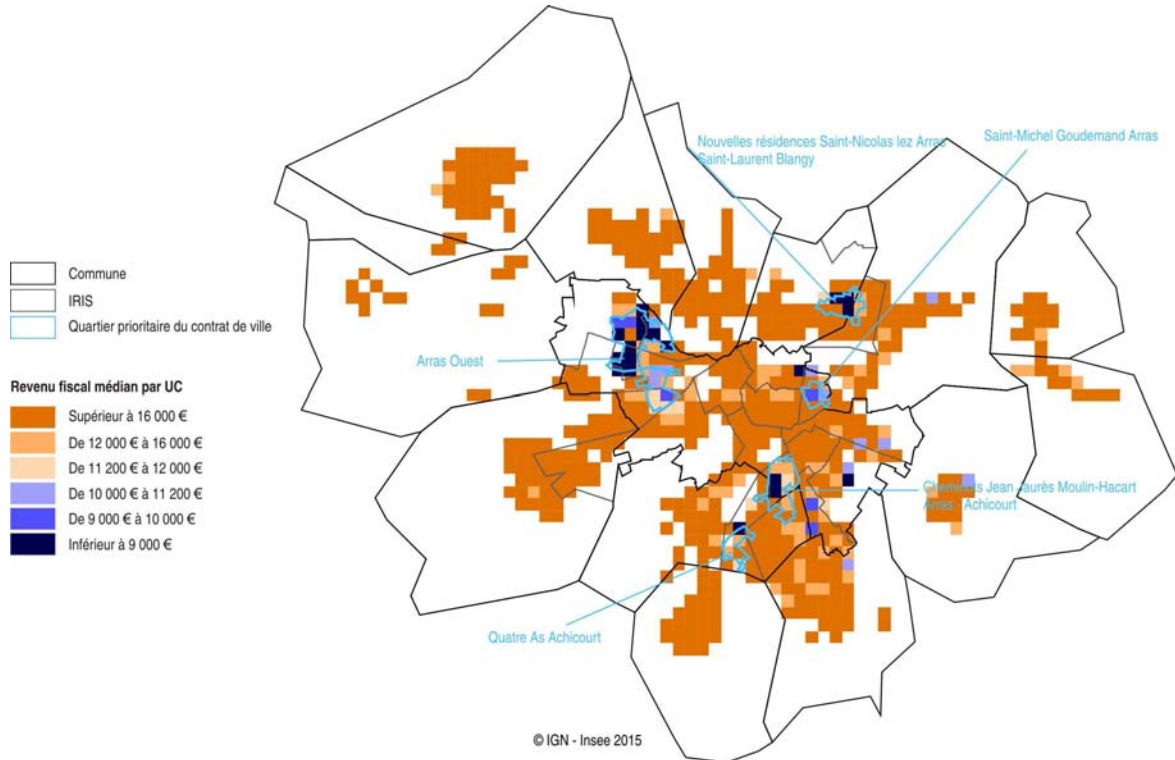 Nouvelles résidences Saint-Nicolas lez Arras
Saint-Laurent Blangy
Saint-Michel Goudemand Arras
Commune
IRIS
Quartier prioritaire du contrat de ville
Arras Ouest
Revenu fiscal médian par UC
Supérieur à 16 000 €
De 12 000 € à 16 000 €
De 11 200 € à 12 000 €
De 10 000 € à 11 200 €
De 9 000 € à 10 000 €
Inférieur à 9 000 €
Cheminots Jean Jaurès Moulin-Hacart
Arras - Achicourt
Quatre As Achicourt
© IGN - Insee 2015